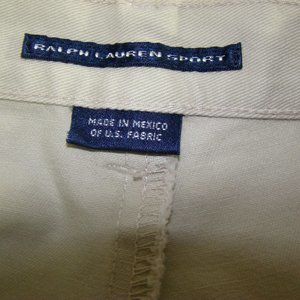 RALPH LAUREN SPORT
MADE IN MEXICO
OF U.S. FABRIC